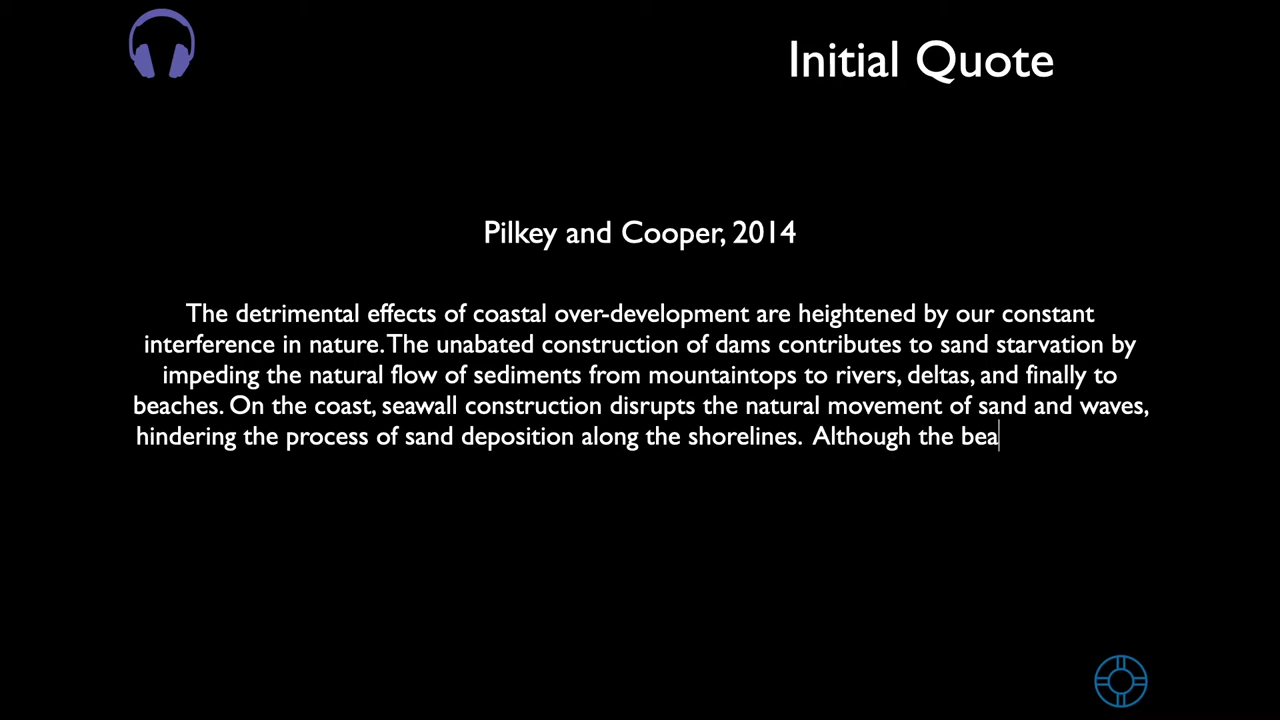 Initial Quote
Pilkey and Cooper, 2014
The detrimental effects of coastal over-development are heightened by our constant
interference in nature. The unabated construction of dams contributes to sand starvation by
impeding the natural flow of sediments from mountaintops to rivers, deltas, and finally to
beaches. On the coast, seawall construction disrupts the natural movement of sand and waves,
hindering the process of sand deposition along the shorelines.  Although the bea